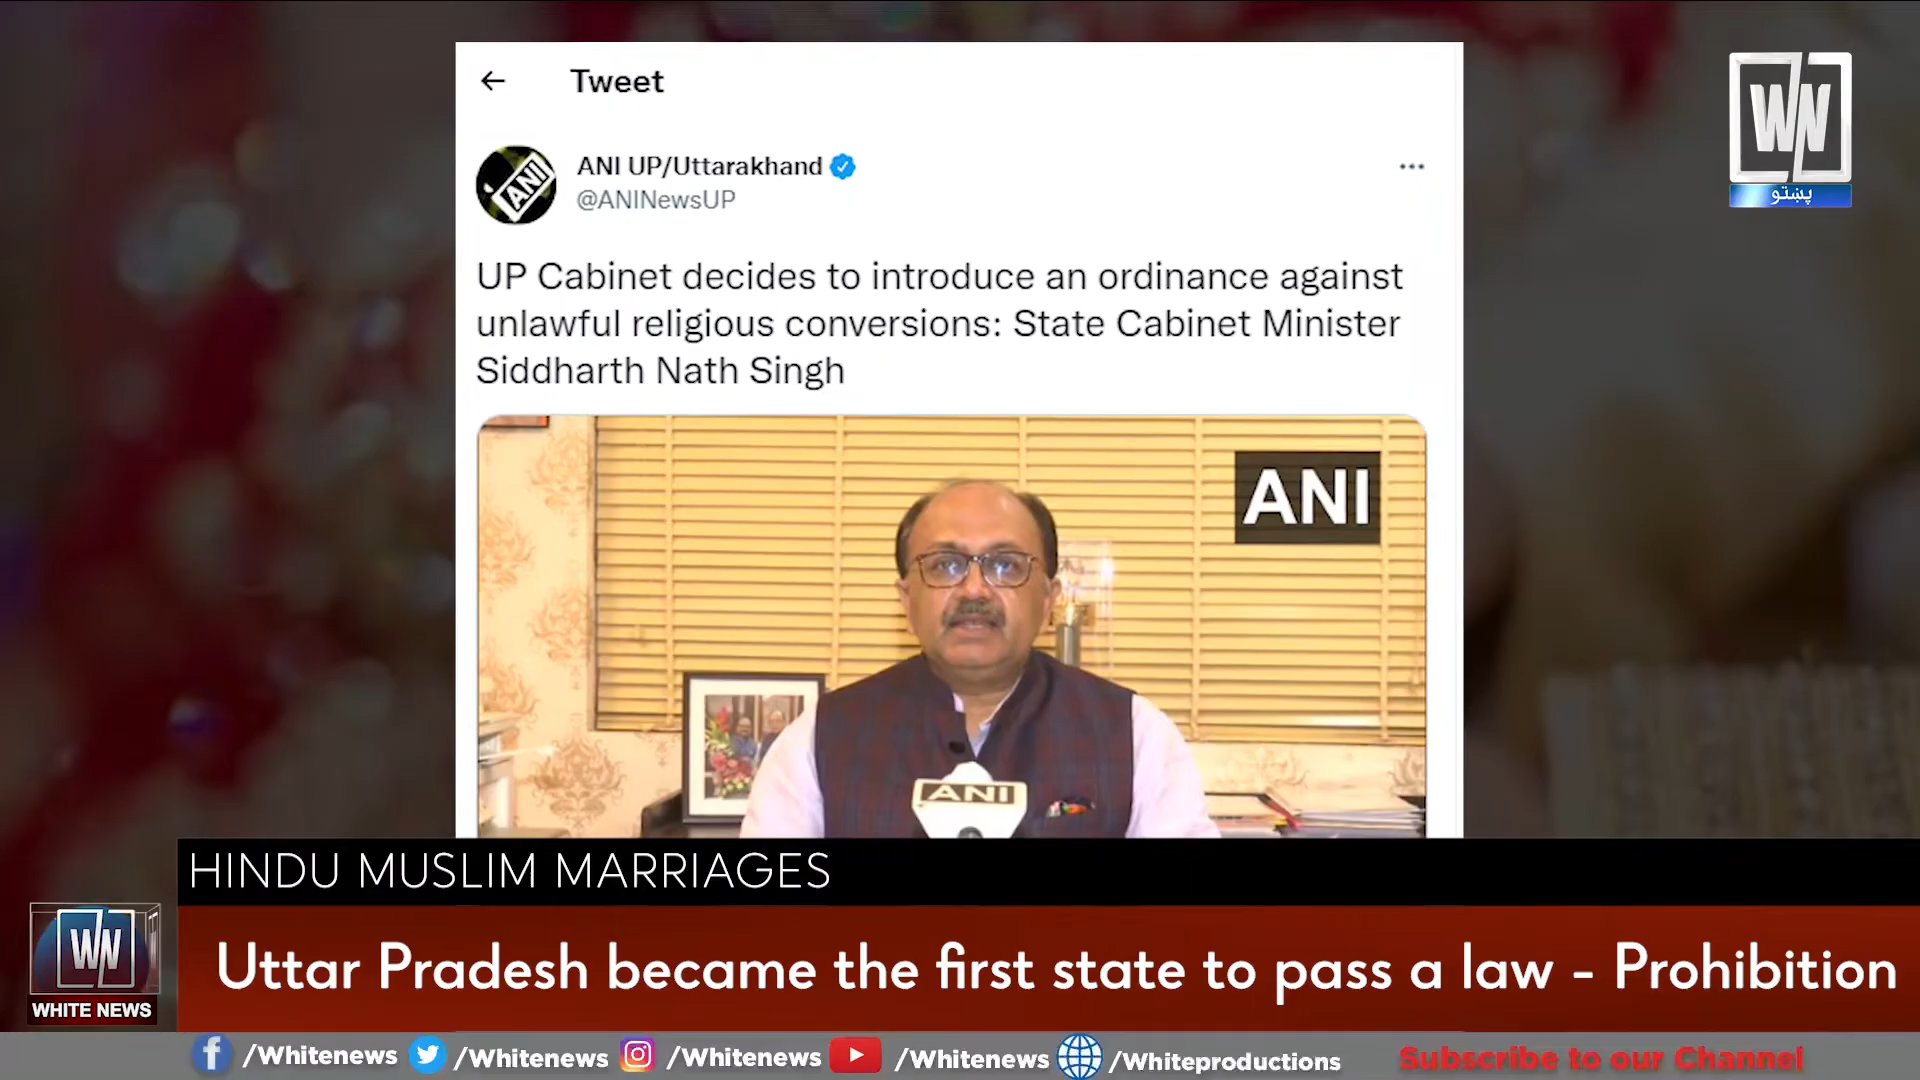 Tweet
ANI UP/Uttarakhand
@ANINewsUP
UP Cabinet decides to introduce an ordinance against
unlawful religious conversions: State Cabinet Minister
Siddharth Nath Singh
ANI
ANI
ANI
WN
پښتو
HINDU MUSLIM MARRIAGES
Uttar Pradesh became the first state to pass a law - Prohibition
WN
WHITE NEWS
/Whitenews /Whitenews /Whitenews /Whitenews /Whiteproductions Subscribe to our Channel